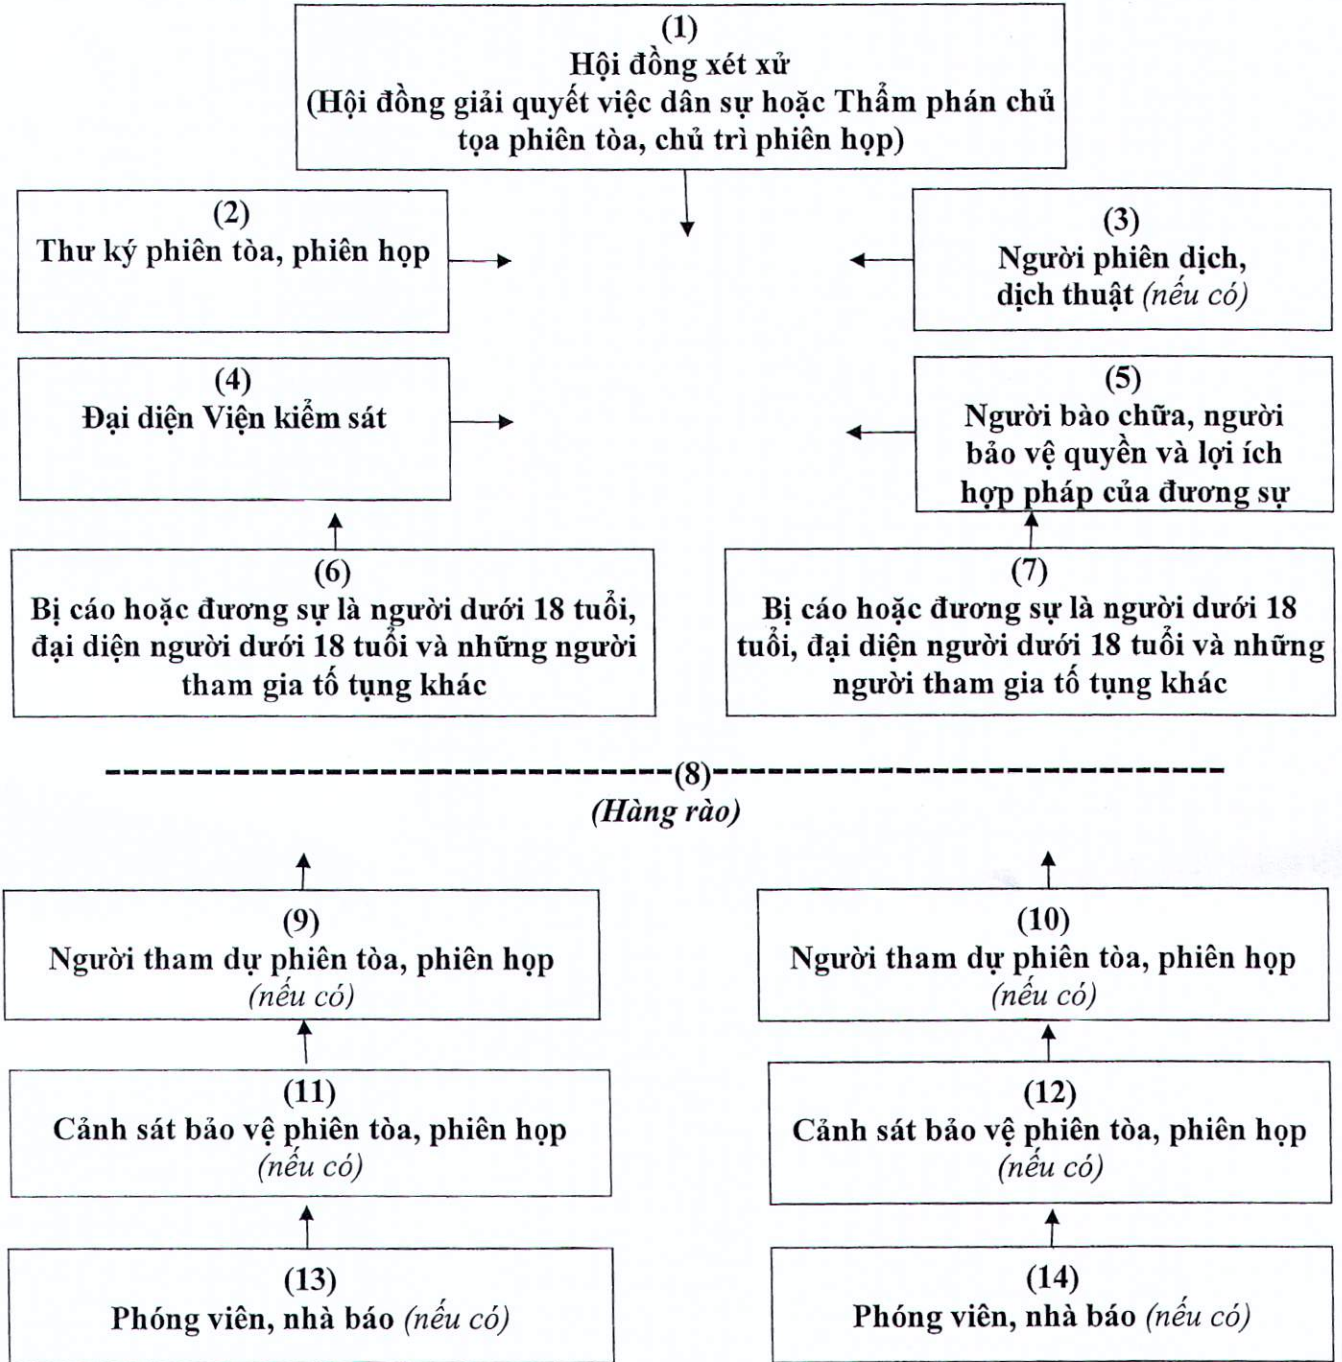 (1)
Hội đồng xét xử
(Hội đồng giải quyết việc dân sự hoặc Thẩm phán chủ
tọa phiên tòa, chủ trì phiên họp)
(2)
Thư ký phiên tòa, phiên họp
(3)
Người phiên dịch,
dịch thuật (nếu có)
(4)
Đại diện Viện kiểm sát
(5)
Người bào chữa, người
bảo vệ quyền và lợi ích
hợp pháp của đương sự
(6)
Bị cáo hoặc đương sự là người dưới 18 tuổi,
đại diện người dưới 18 tuổi và những người
tham gia tố tụng khác
(7)
Bị cáo hoặc đương sự là người dưới 18
tuổi, đại diện người dưới 18 tuổi và những
người tham gia tố tụng khác
(8)
(Hàng rào)
(9)
Người tham dự phiên tòa, phiên họp
(nếu có)
(10)
Người tham dự phiên tòa, phiên họp
(nếu có)
(11)
Cảnh sát bảo vệ phiên tòa, phiên họp
(nếu có)
(12)
Cảnh sát bảo vệ phiên tòa, phiên họp
(nếu có)
(13)
Phóng viên, nhà báo (nếu có)
(14)
Phóng viên, nhà báo (nếu có)